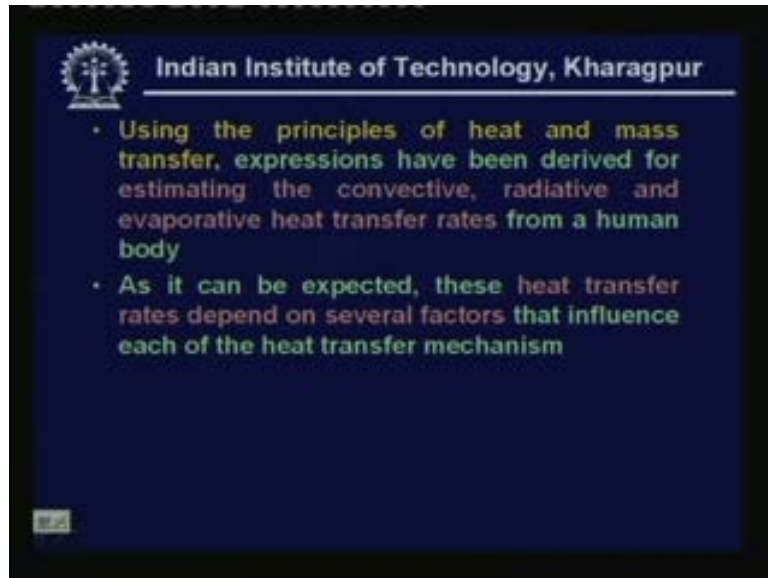 Indian Institute of Technology, Kharagpur
• Using the principles of heat and mass
transfer, expressions have been derived for
estimating the convective, radiative and
evaporative heat transfer rates from a human
body
• As it can be expected, these heat transfer
rates depend on several factors that influence
each of the heat transfer mechanism